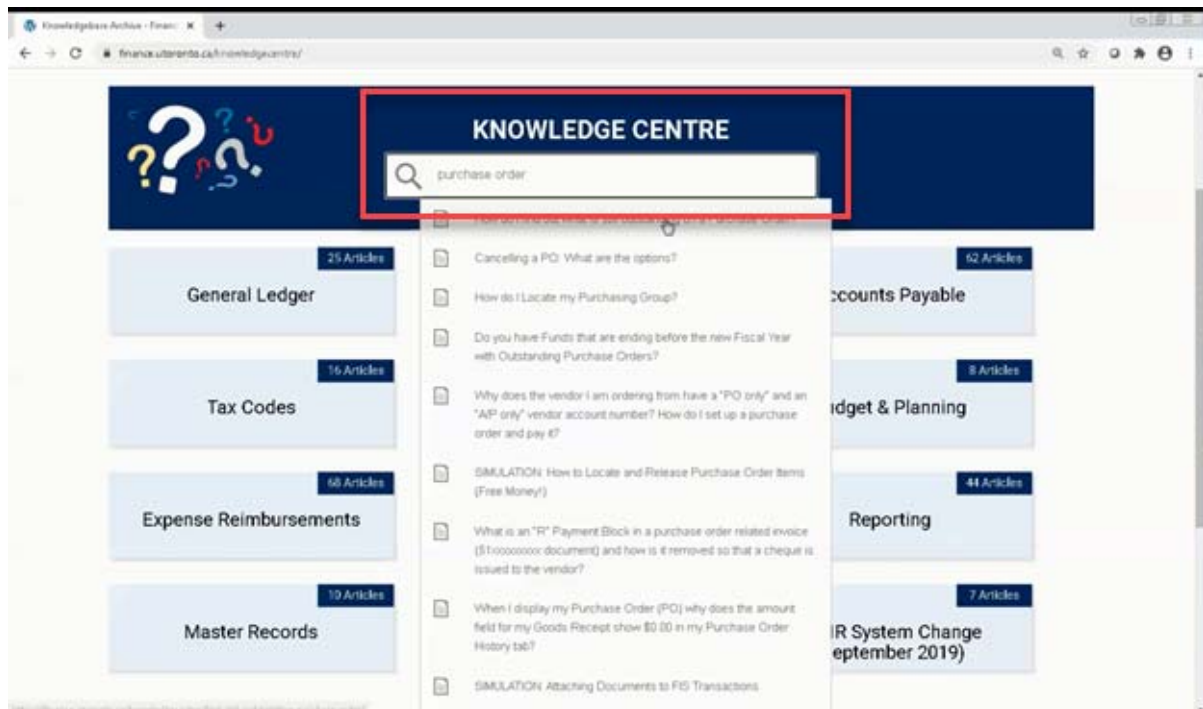 Knowledgebase Archive - Financ
finance.utoronto.ca/knowledgecentre/
KNOWLEDGE CENTRE
purchase order
Cancelling a PO: What are the options?
How do I Locate my Purchasing Group?
Do you have Funds that are ending before the new Fiscal Year
with Outstanding Purchase Orders?
Why does the vendor I am ordering from have a "PO only" and an
"A/P only" vendor account number? How do I set up a purchase
order and pay it?
SIMULATION: How to Locate and Release Purchase Order Items
(Free Money!)
What is an "R" Payment Block in a purchase order related invoice
document) and how is it removed so that a cheque is
issued to the vendor?
When I display my Purchase Order (PO) why does the amount
field for my Goods Receipt show $0.00 in my Purchase Order
History tab?
SIMULATION: Attaching Documents to FIS Transactions
25 Articles
General Ledger
62 Articles
ccounts Payable
16 Articles
Tax Codes
8 Articles
dget & Planning
68 Articles
Expense Reimbursements
44 Articles
Reporting
10 Articles
Master Records
7 Articles
IR System Change
eptember 2019)